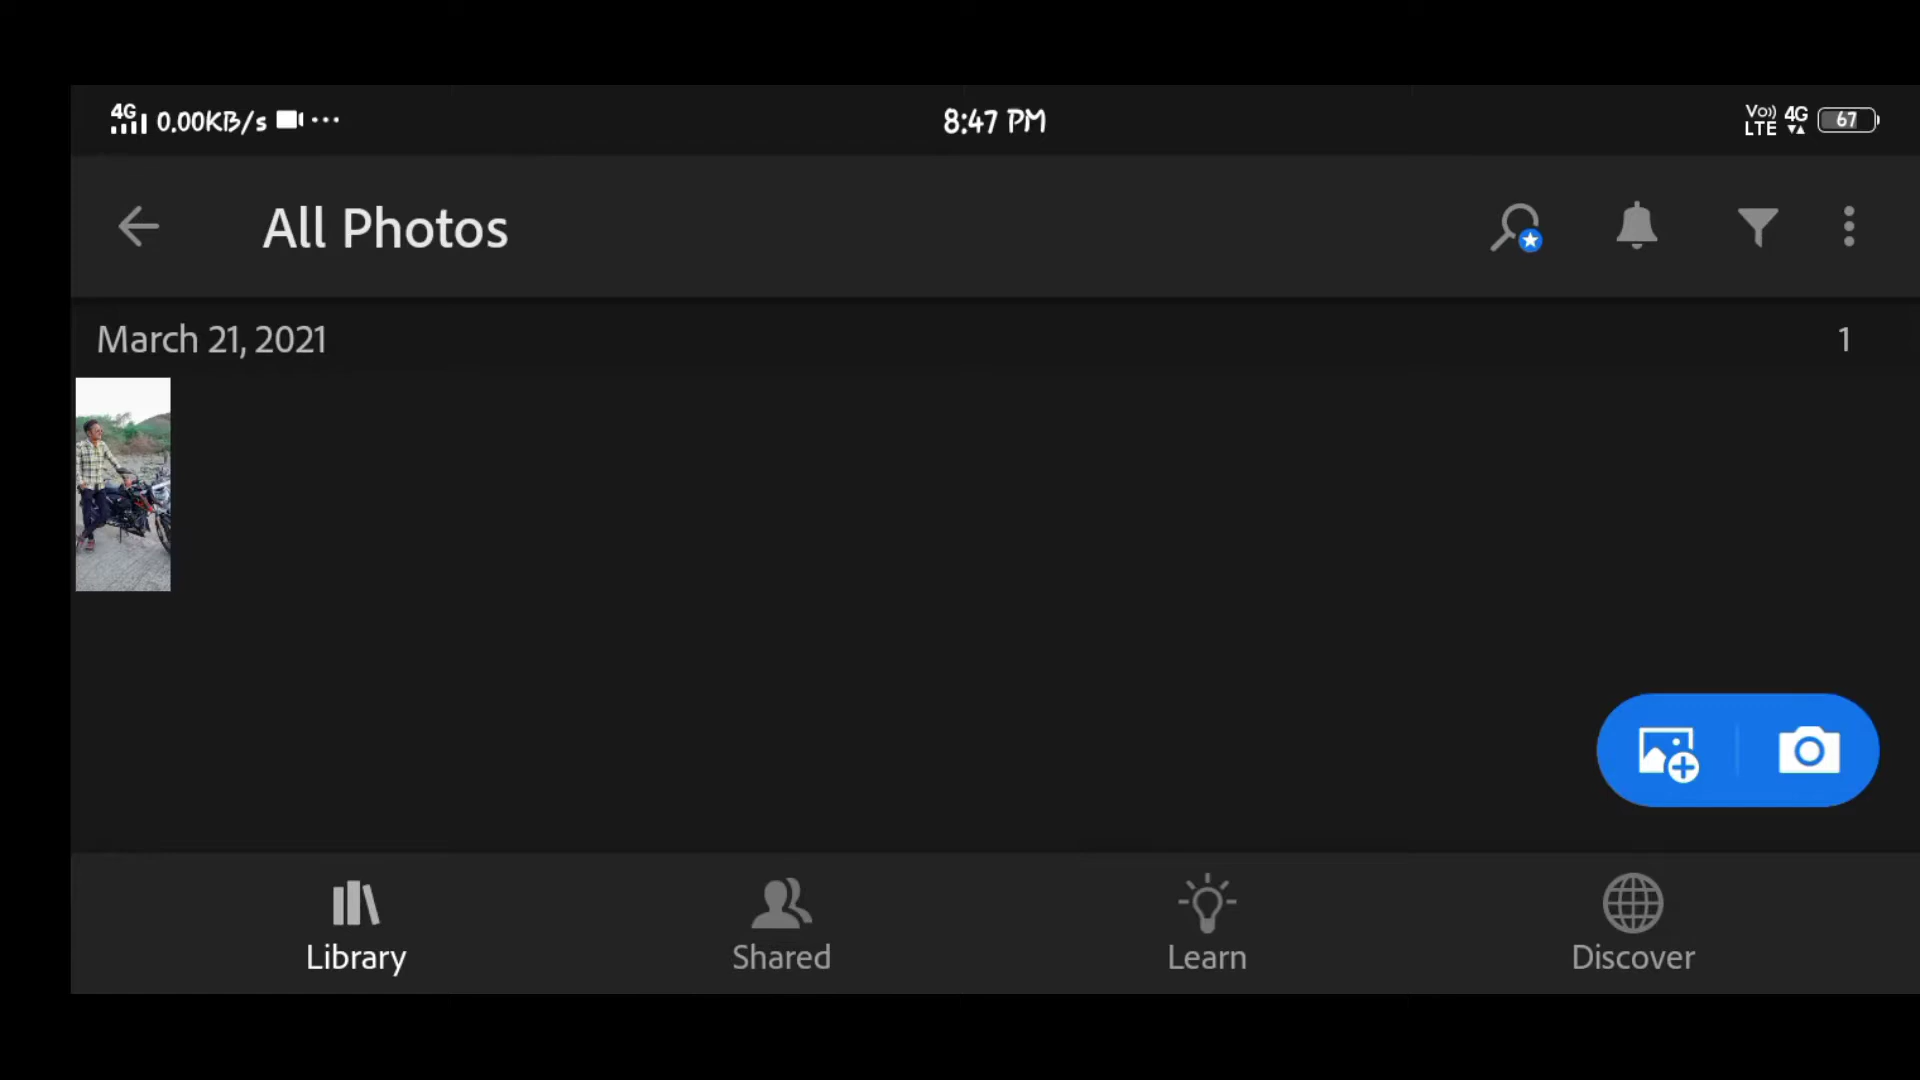 4G 0.00KB/s ... 8:47 PM Vo)) LTE 4G 67
All Photos
March 21, 2021 1
Library Shared Learn Discover